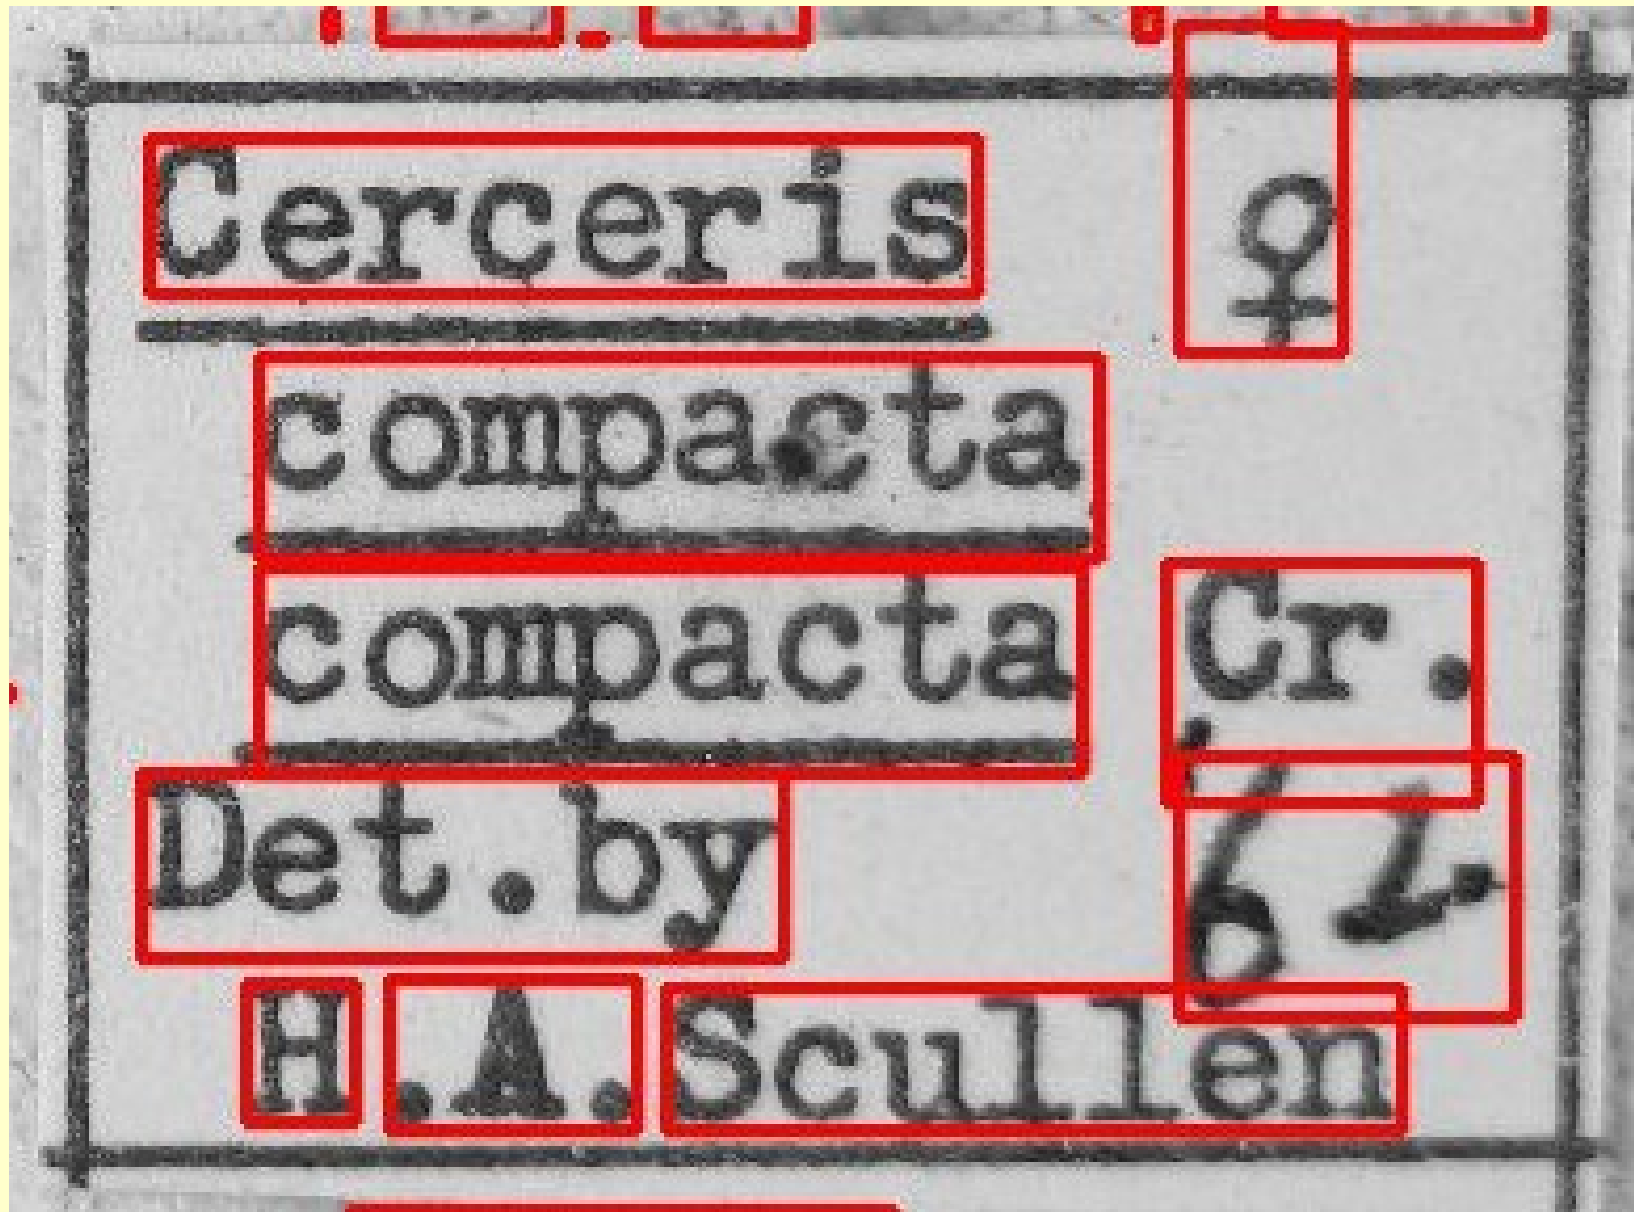 Cerceris ♀
compacta
compacta Cr.
Det.by '62
H.A.Scullen